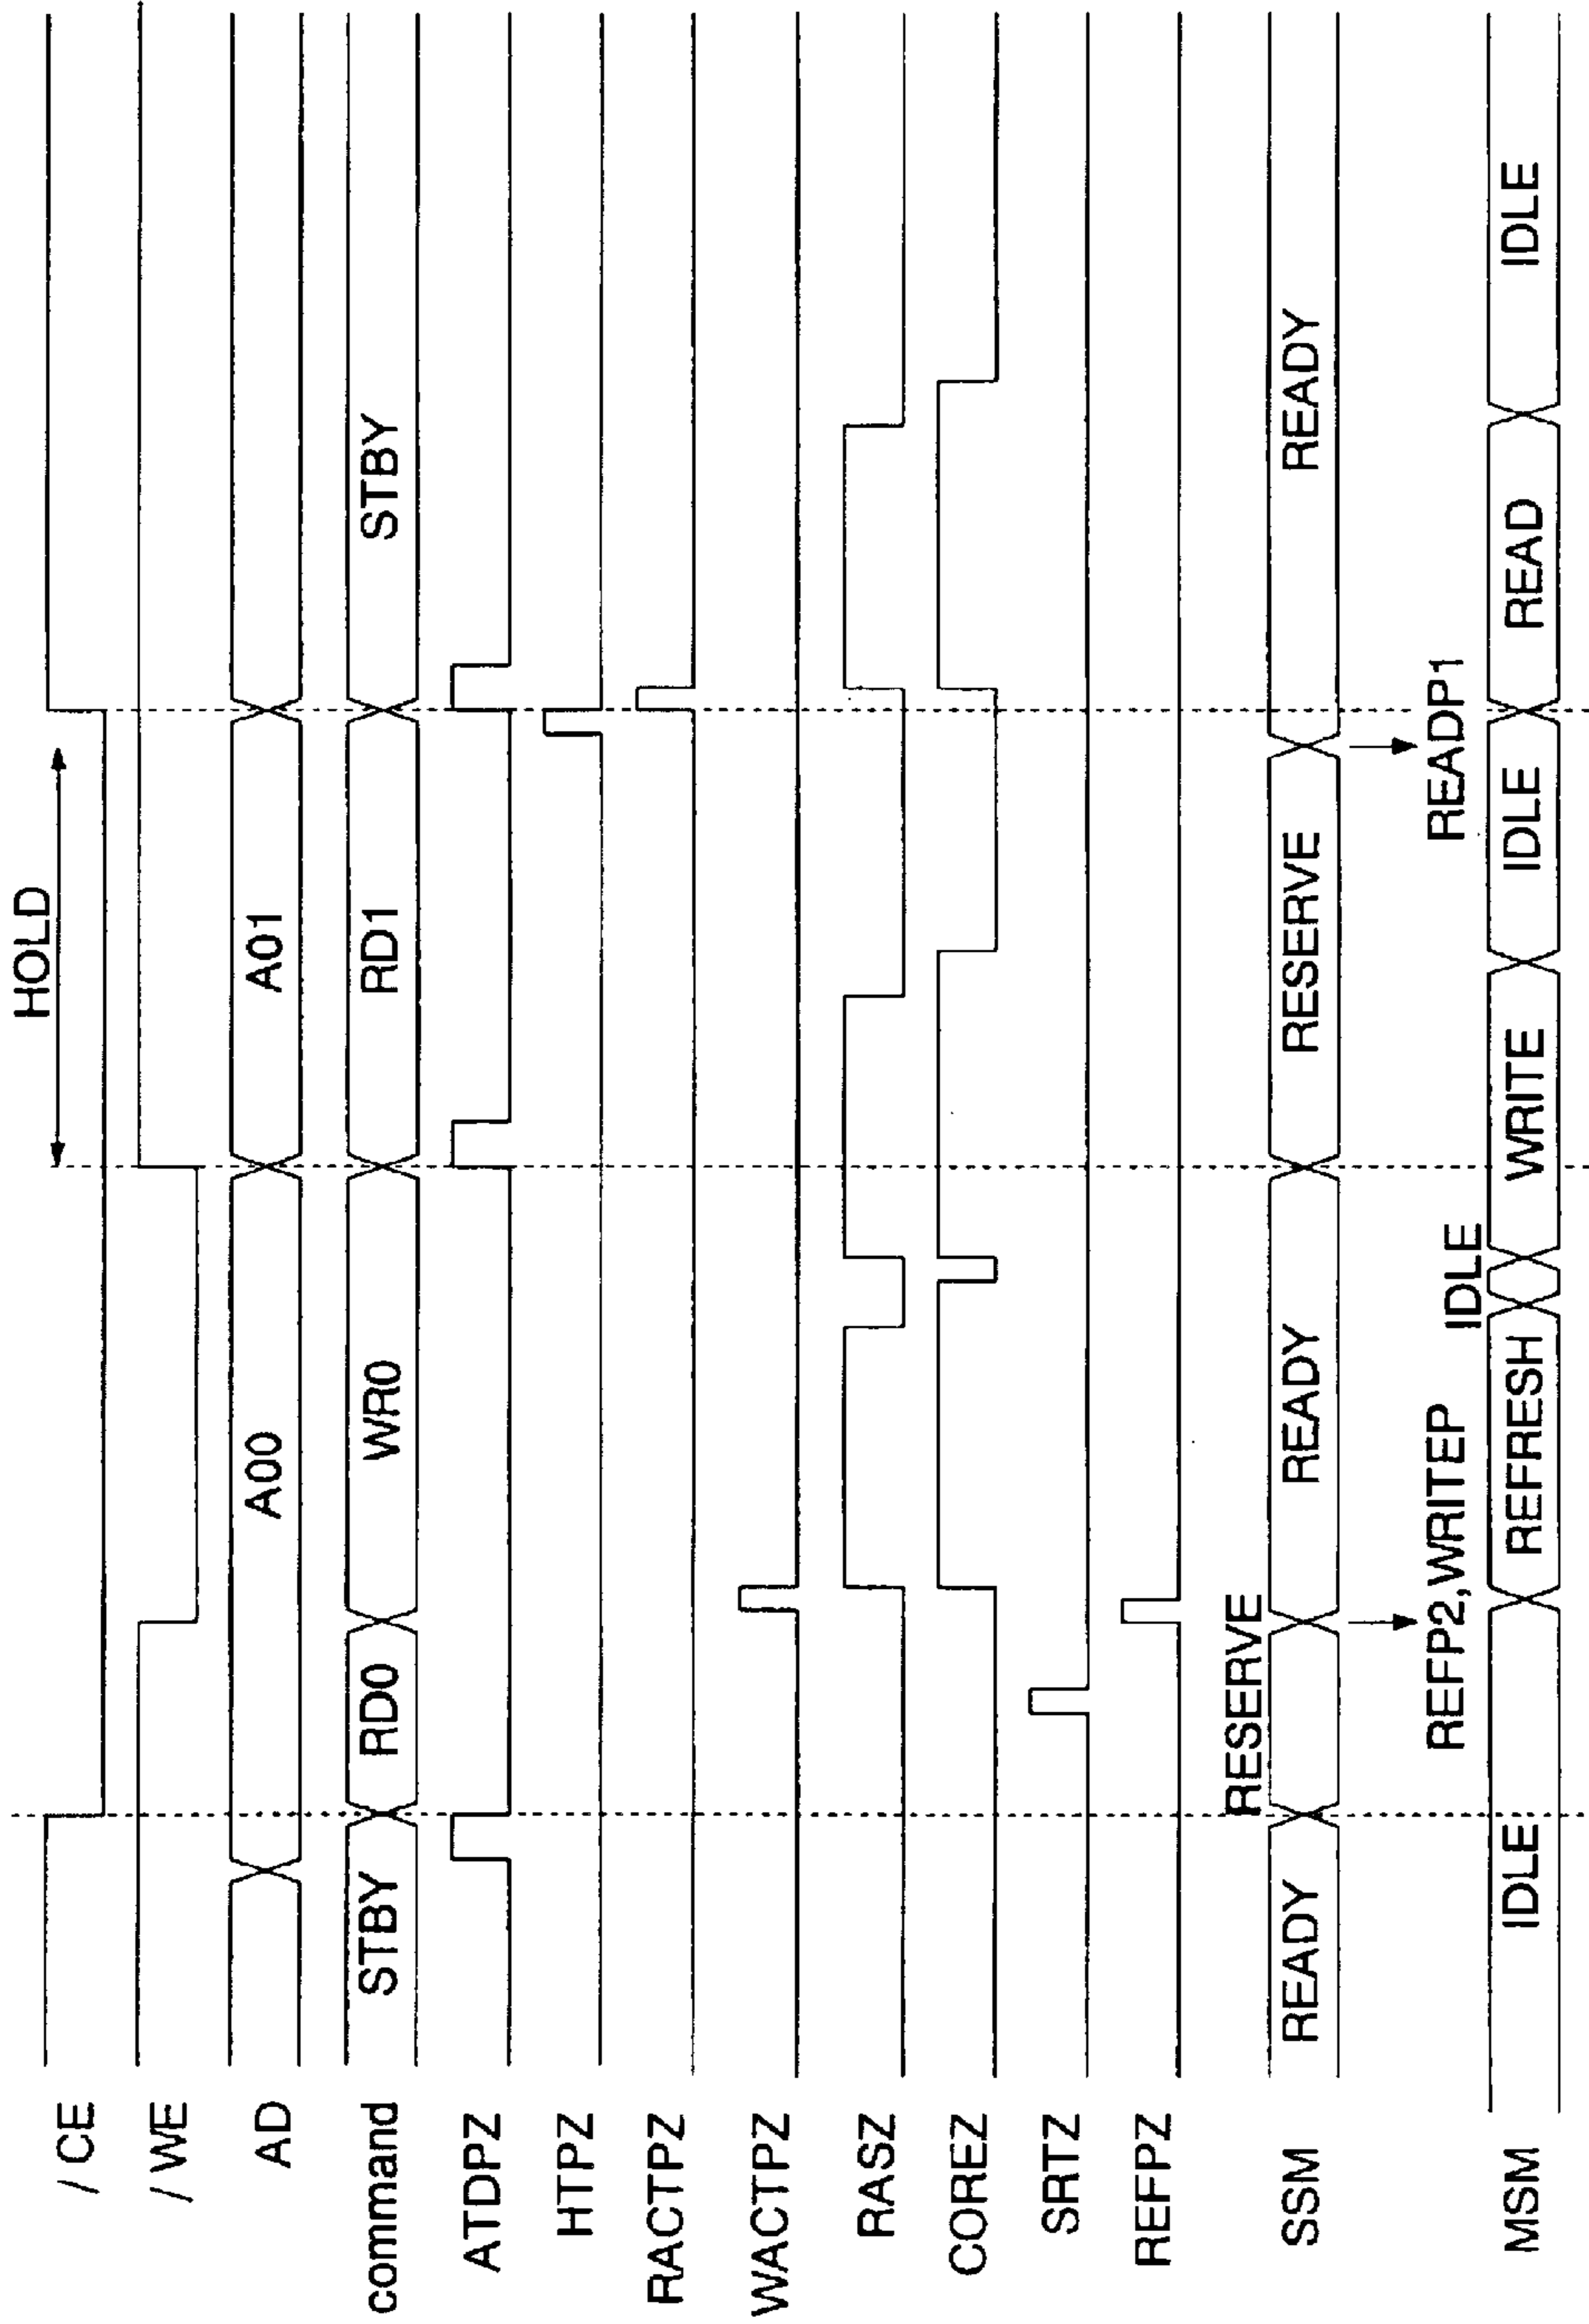 HOLD
/ CE
/ WE
AD A00 A01
command STBY RD0 WR0 RD1 STBY
ATDPZ
HTPZ
RACTPZ
WACTPZ
RASZ
COREZ
SRTZ
REFPZ
RESERVE
SSM READY READY RESERVE READY
REFP2,WRITEP READP1
IDLE
MSM IDLE REFRESH WRITE IDLE READ IDLE